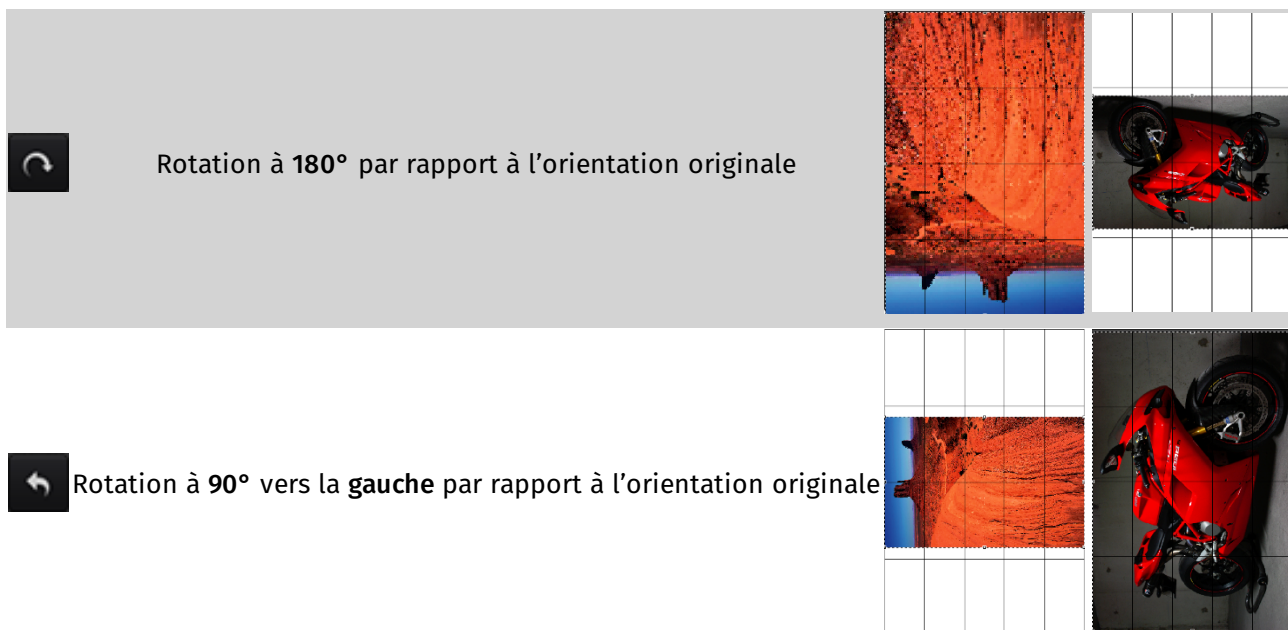 Rotation à 180° par rapport à l’orientation originale
Rotation à 90° vers la gauche par rapport à l’orientation originale